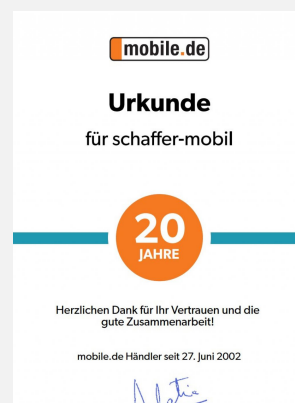 mobile.de
Urkunde
für schaffer-mobil
20
JAHRE
Herzlichen Dank für Ihr Vertrauen und die
gute Zusammenarbeit!
mobile.de Händler seit 27. Juni 2002